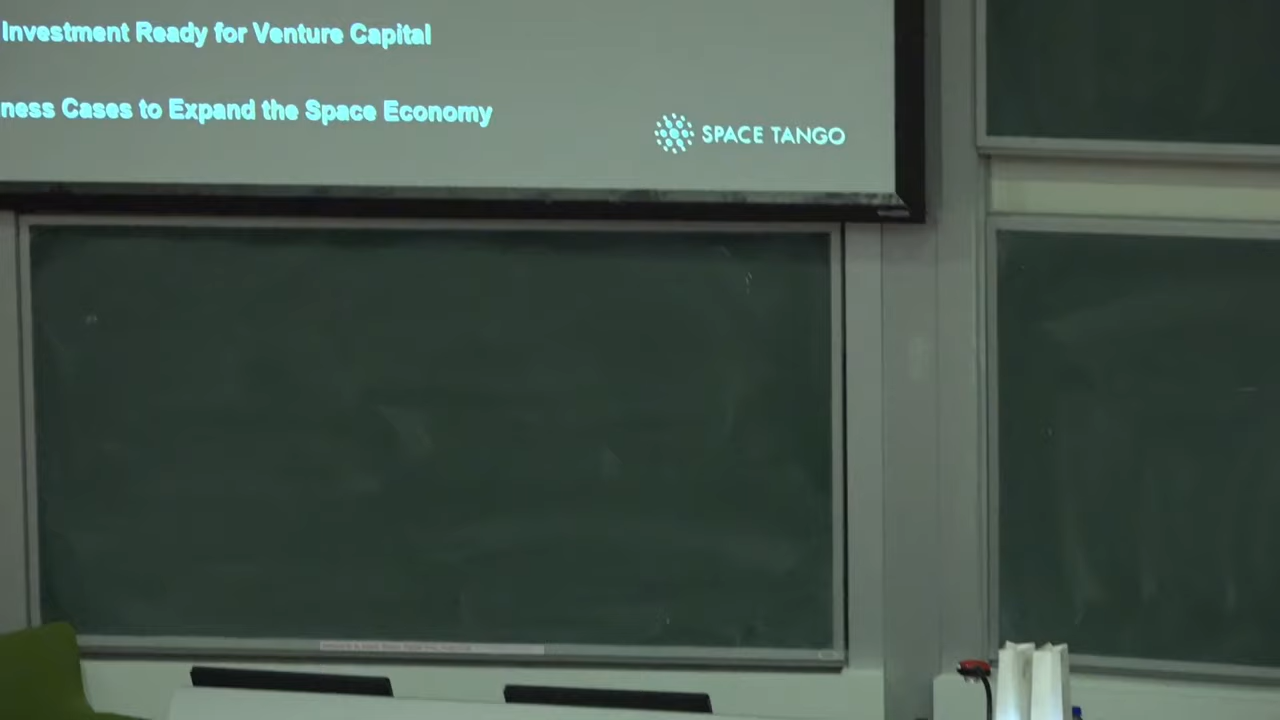 Investment Ready for Venture Capital
ness Cases to Expand the Space Economy
SPACE TANGO